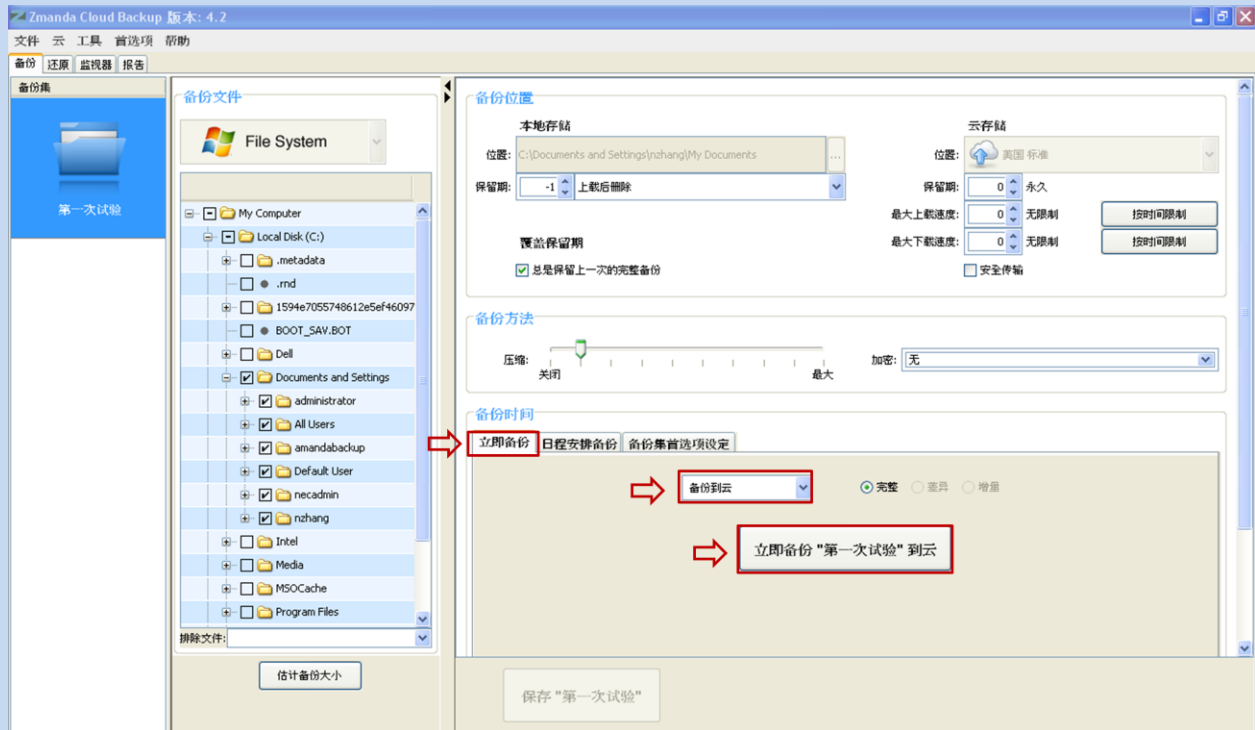 Zmanda Cloud Backup 版本: 4.2
文件 云 工具 首选项 帮助
备份 还原 监视器 报告
备份集
第一次试验
备份文件
File System
My Computer
Local Disk (C:)
.metadata
.rnd
1594e7055748612e5ef46097
BOOT_SAV.BOT
Dell
Documents and Settings
administrator
All Users
amandabackup
Default User
necadmin
nzhang
Intel
Media
MSOCache
Program Files
排除文件:
估计备份大小
备份位置
本地存储 云存储
位置: C:\Documents and Settings\nzhang\My Documents ... 位置: 美国 标准
保留期: -1 上载后删除 保留期: 0 永久
最大上载速度: 0 无限制 按时间限制
覆盖保留期 最大下载速度: 0 无限制 按时间限制
总是保留上一次的完整备份 安全传输
备份方法
压缩: 关闭 最大 加密: 无
备份时间
立即备份 日程安排备份 备份集首选项设定
备份到云 完整 差异 增量
立即备份 "第一次试验" 到云
保存 "第一次试验"